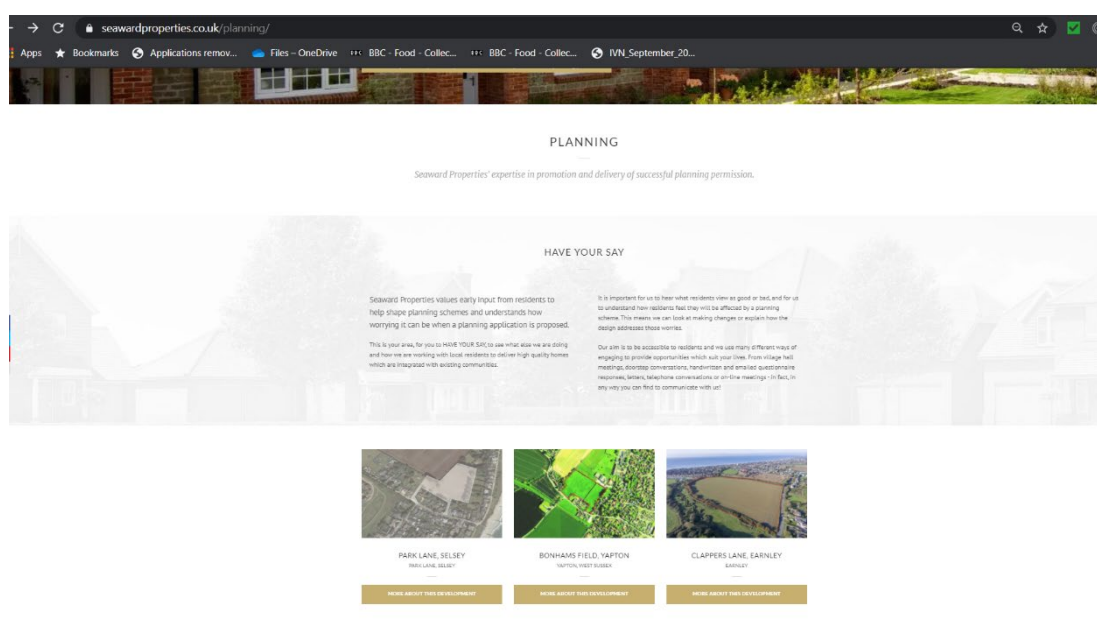 seawardproperties.co.uk/planning/
Apps Bookmarks Applications remov... Files – OneDrive BBC BBC - Food - Collec... BBC BBC - Food - Collec... IVN_September_20...
PLANNING
Seaward Properties' expertise in promotion and delivery of successful planning permission.
HAVE YOUR SAY
Seaward Properties values early input from residents to
help shape planning schemes and understands how
worrying it can be when a planning application is proposed.
This is your area, for you to HAVE YOUR SAY, to see what else we are doing
and how we are working with local residents to deliver high quality homes
which are integrated with existing communities.
It is important for us to hear what residents view as good or bad, and for us
to understand how residents feel they will be affected by a planning
scheme. This means we can look at making changes or explain how the
design addresses those worries.
Our aim is to be accessible to residents and we use many different ways of
engaging to provide opportunities which suit your lives. From village hall
meetings, doorstep conversations, handwritten and emailed questionnaire
responses, letters, telephone conversations or on-line meetings - in fact, in
any way you can find to communicate with us!
PARK LANE, SELSEY
PARK LANE, SELSEY
MORE ABOUT THIS DEVELOPMENT
BONHAMS FIELD, YAPTON
YAPTON, WEST SUSSEX
MORE ABOUT THIS DEVELOPMENT
CLAPPERS LANE, EARNLEY
EARNLEY
MORE ABOUT THIS DEVELOPMENT